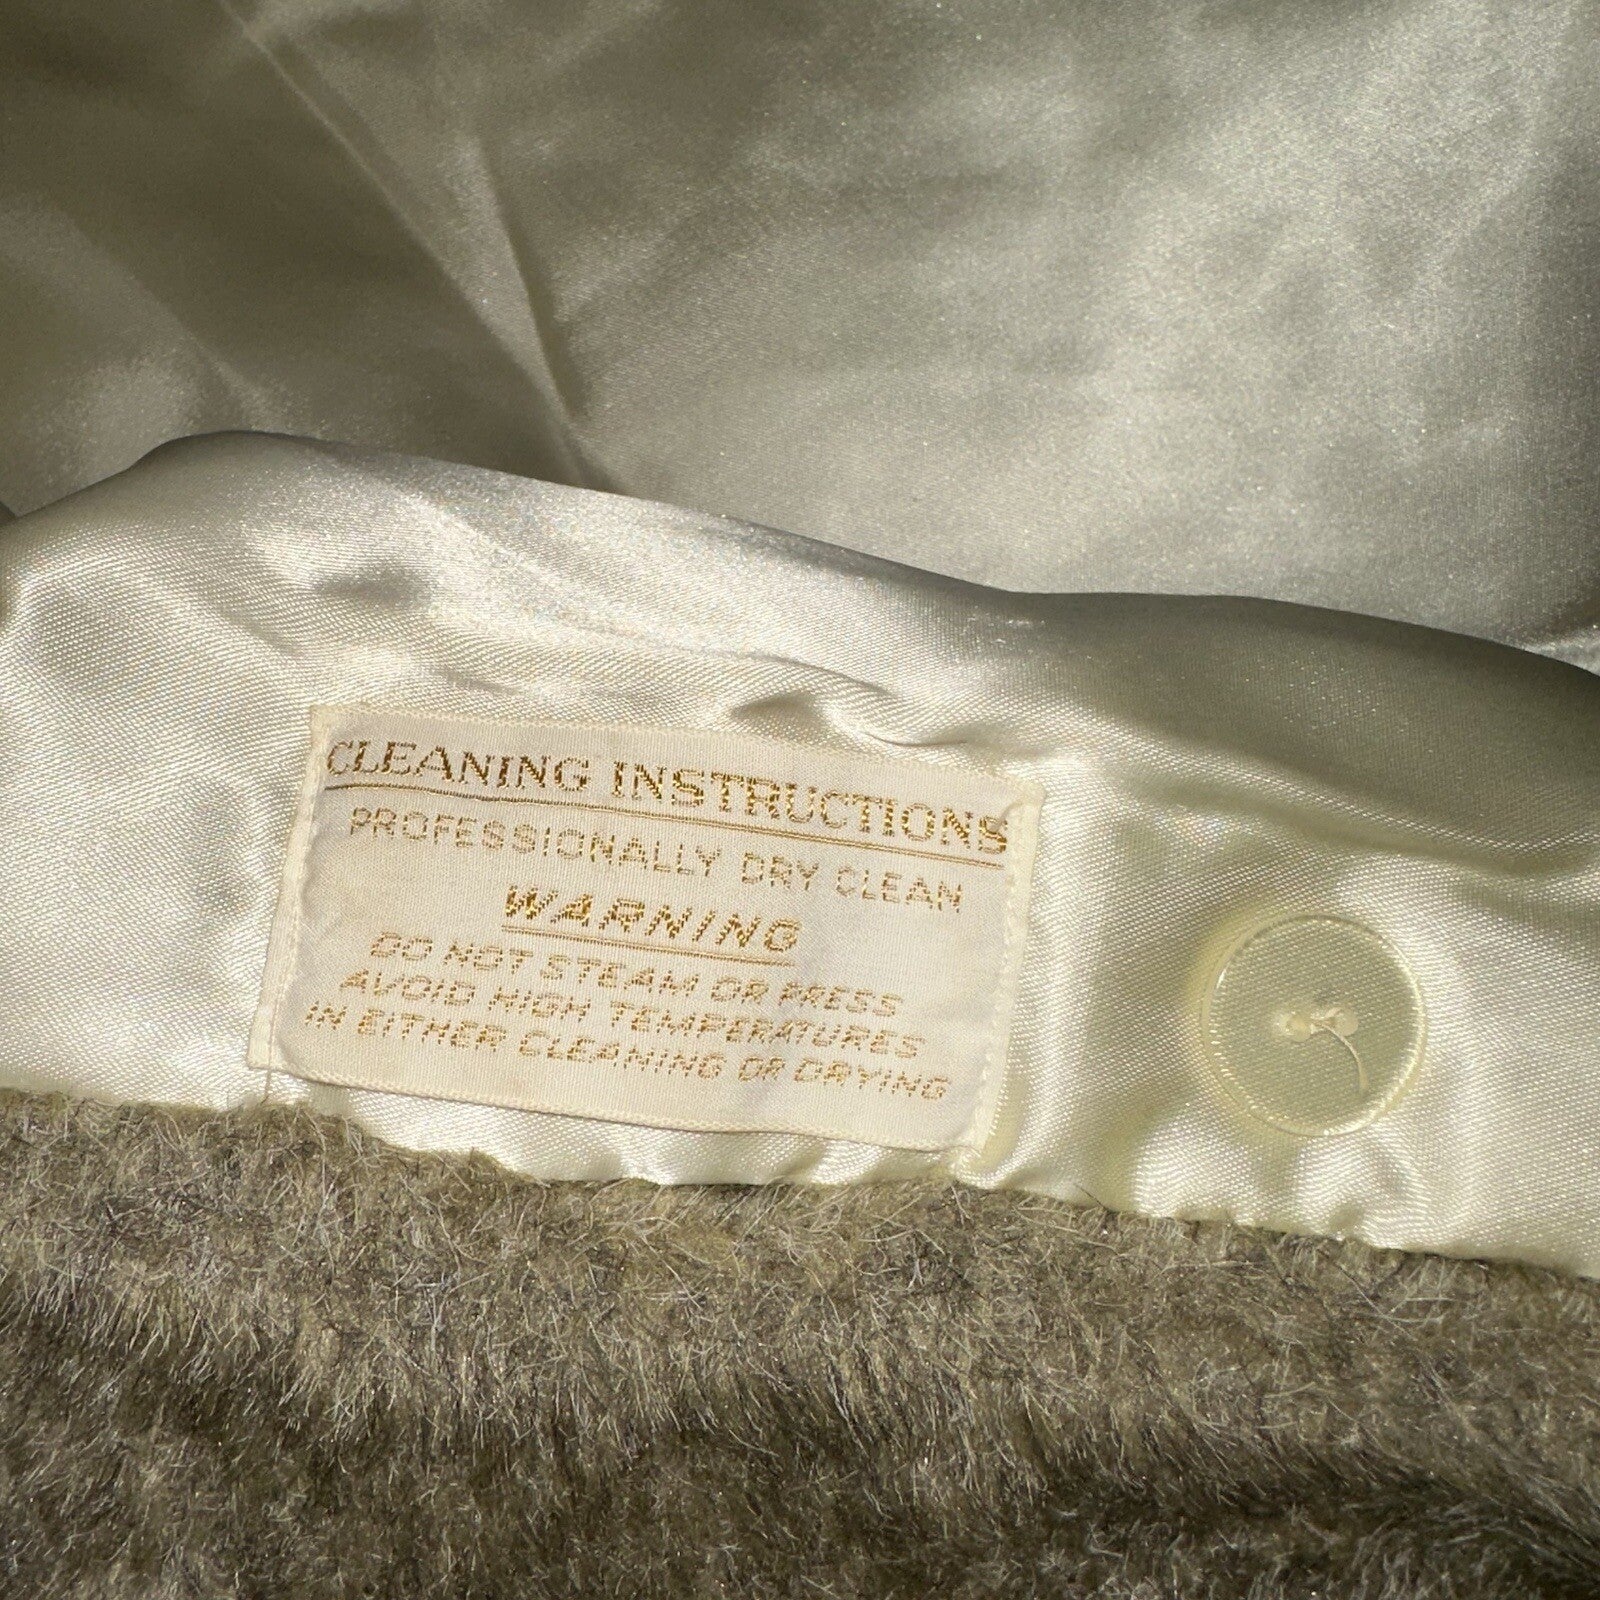 CLEANING INSTRUCTIONS
PROFESSIONALLY DRY CLEAN
WARNING
DO NOT STEAM OR PRESS
AVOID HIGH TEMPERATURES
IN EITHER CLEANING OR DRYING